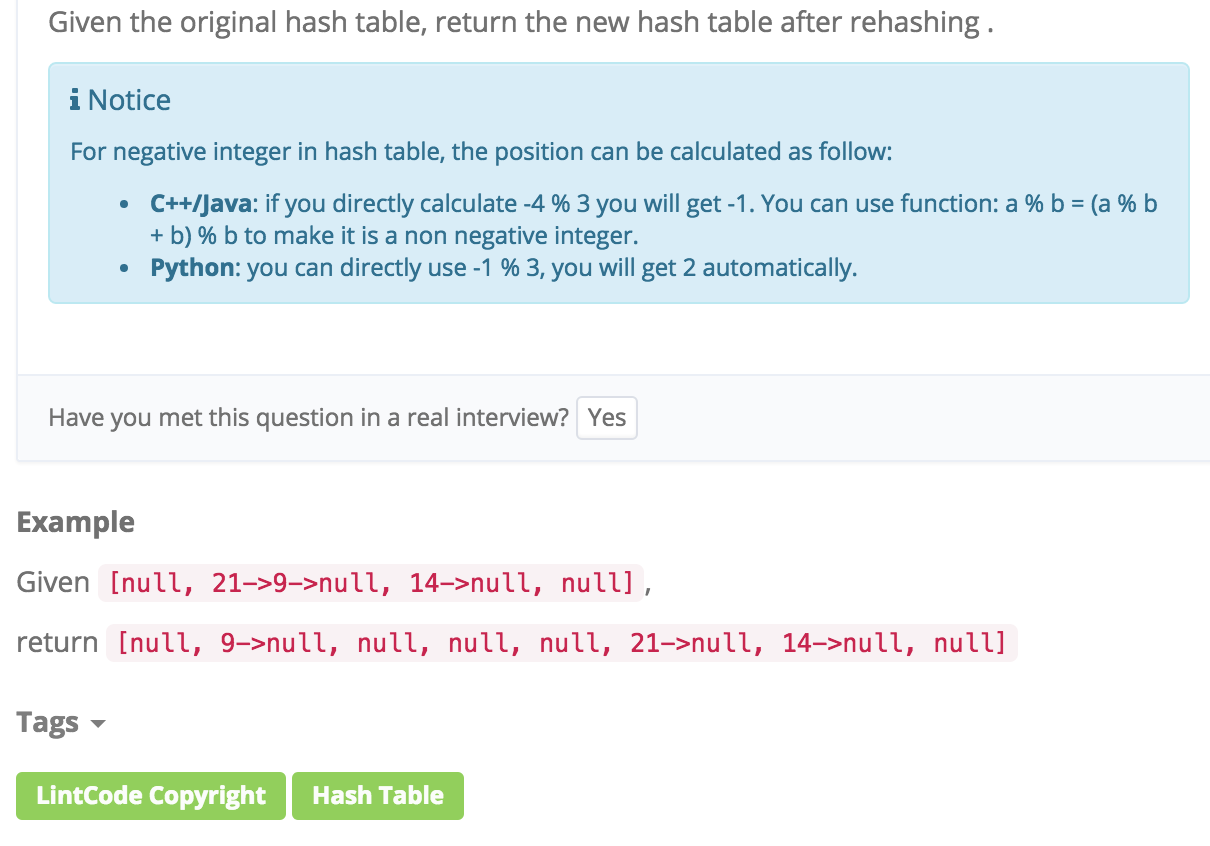 Given the original hash table, return the new hash table after rehashing .
Notice
For negative integer in hash table, the position can be calculated as follow:
• C++/Java: if you directly calculate -4 % 3 you will get -1. You can use function: a % b = (a % b
+ b) % b to make it is a non negative integer.
• Python: you can directly use -1 % 3, you will get 2 automatically.
Have you met this question in a real interview? Yes
Example
Given [null, 21->9->null, 14->null, null],
return [null, 9->null, null, null, null, 21->null, 14->null, null]
Tags
LintCode Copyright Hash Table